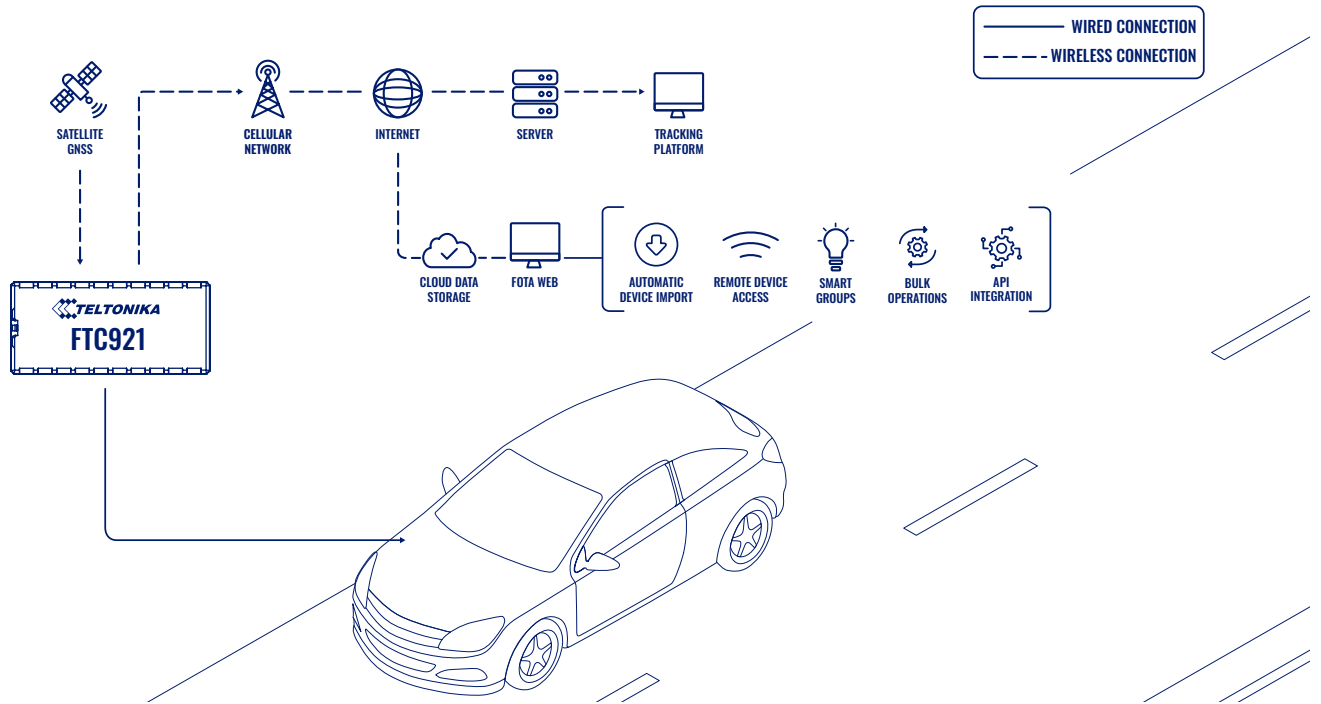 WIRED CONNECTION
WIRELESS CONNECTION
SATELLITE
GNSS
CELLULAR
NETWORK
INTERNET
SERVER
TRACKING
PLATFORM
CLOUD DATA
STORAGE
FOTA WEB
AUTOMATIC
DEVICE IMPORT
REMOTE DEVICE
ACCESS
SMART
GROUPS
BULK
OPERATIONS
API
INTEGRATION
TELTONIKA
FTC921